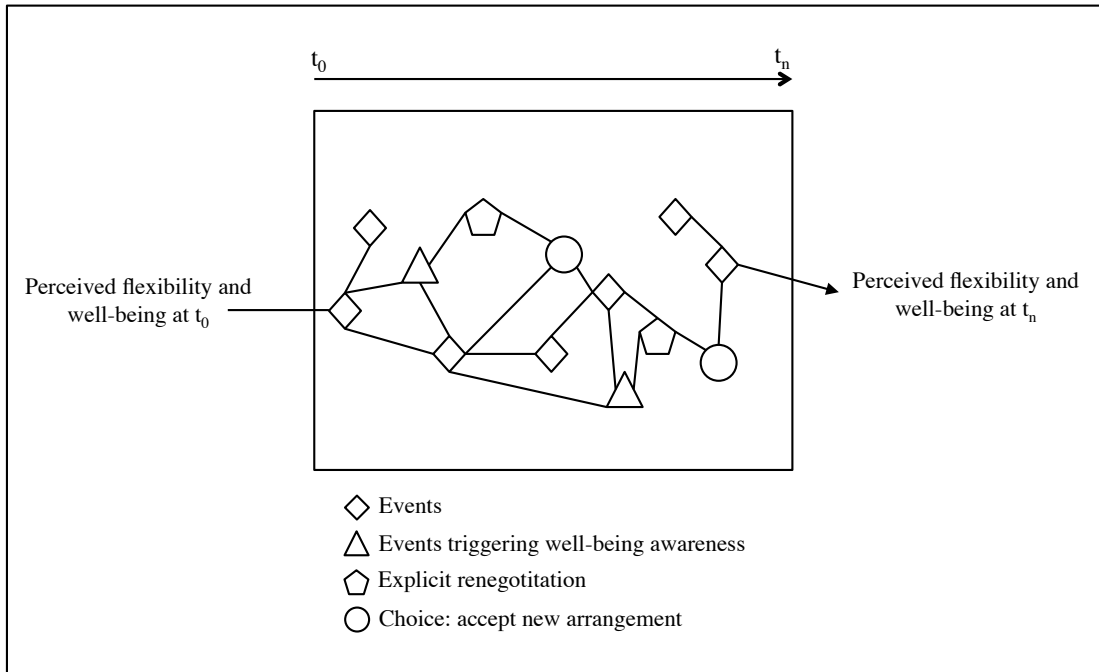 t0
tn
Perceived flexibility and
well-being at t0
Perceived flexibility and
well-being at tn
Events
Events triggering well-being awareness
Explicit renegotitation
Choice: accept new arrangement